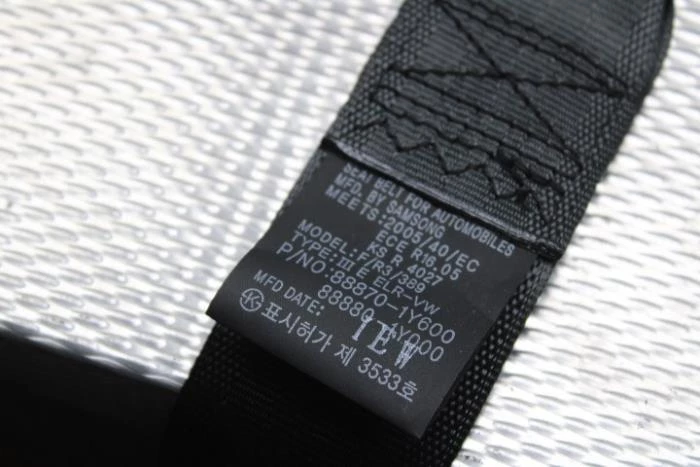 SEAT BELT FOR AUTOMOBILES
MFD. BY SAMSONG
MEETS:2005/40/EC
ECE R16.05
KS R 4027
MODEL:F/R3/389
TYPE:ⅢE ELR-VW
P/NO:88870-1Y600
88880-1Y000
MFD DATE: 1EW
㉿표시허가 제 3533호